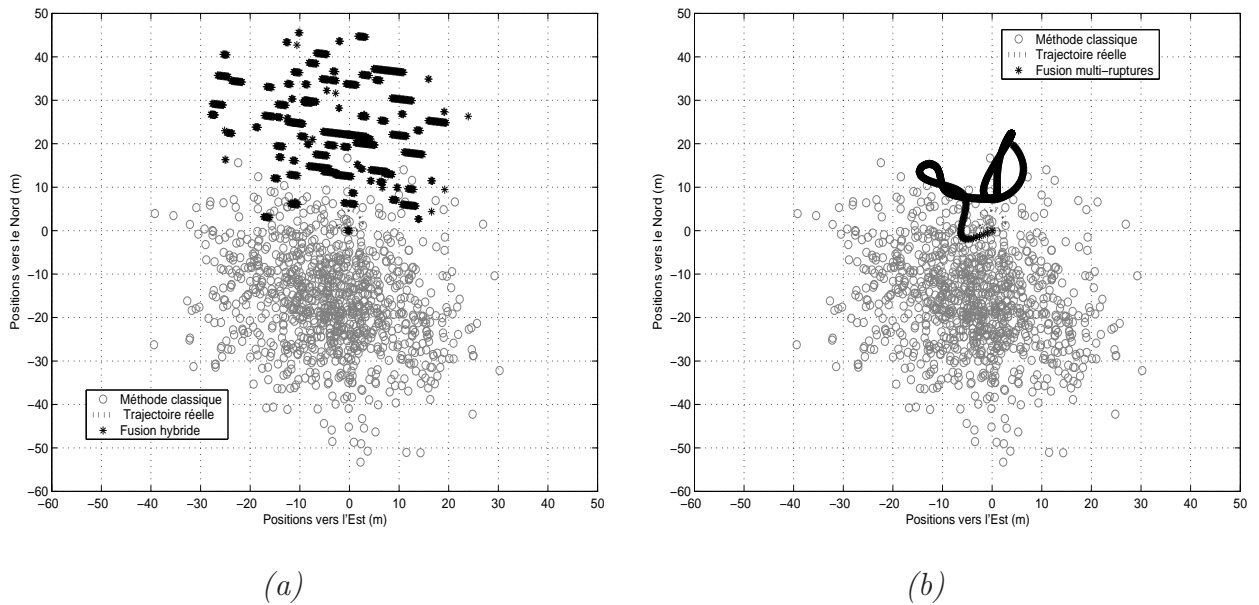 50
40
30
20
10
0
−10
−20
−30
−40
−50
−60
−60 −50 −40 −30 −20 −10 0 10 20 30 40 50
Positions vers le Nord (m)
Positions vers l'Est (m)
Méthode classique
Trajectoire réelle
Fusion hybride
(a)
50
40
30
20
10
0
−10
−20
−30
−40
−50
−60
−60 −50 −40 −30 −20 −10 0 10 20 30 40 50
Positions vers le Nord (m)
Positions vers l'Est (m)
Méthode classique
Trajectoire réelle
Fusion multi−ruptures
(b)